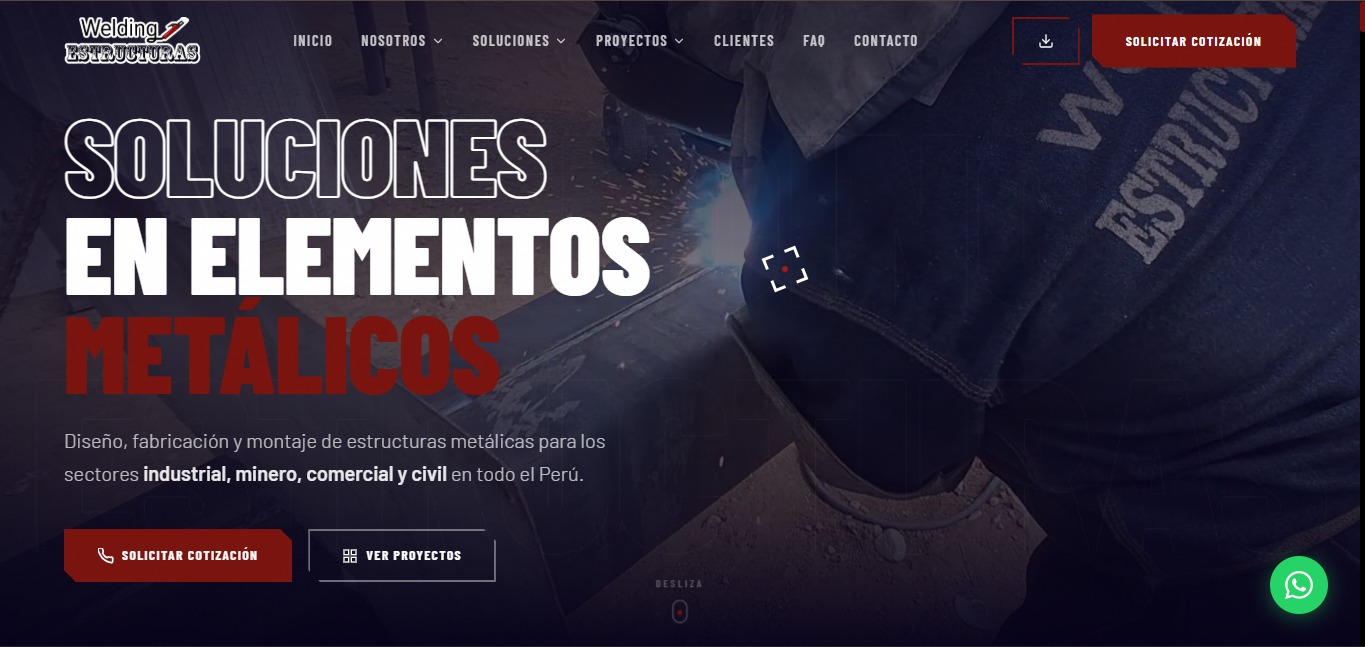 Welding
ESTRUCTURAS
INICIO
NOSOTROS
SOLUCIONES
PROYECTOS
CLIENTES
FAQ
CONTACTO
SOLICITAR COTIZACIÓN
SOLUCIONES
EN ELEMENTOS
METÁLICOS
Diseño, fabricación y montaje de estructuras metálicas para los
sectores industrial, minero, comercial y civil en todo el Perú.
SOLICITAR COTIZACIÓN
VER PROYECTOS
DESLIZA